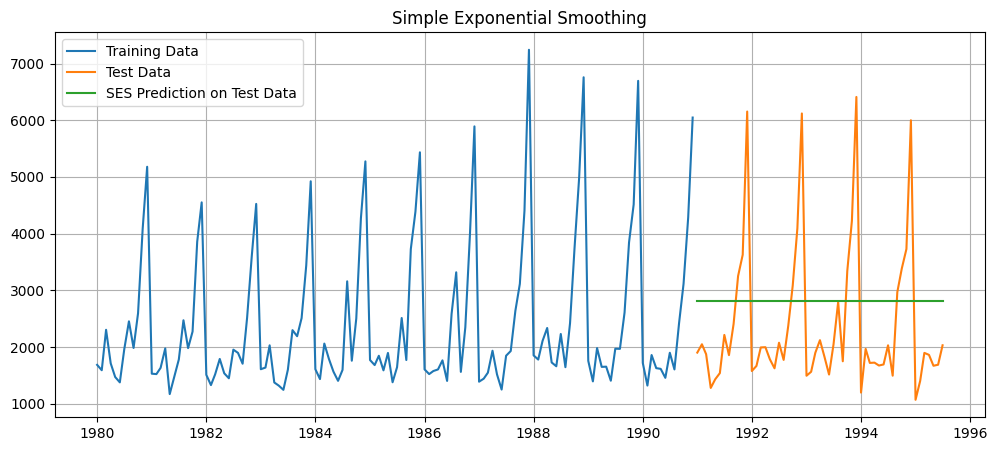 Simple Exponential Smoothing
Training Data
Test Data
SES Prediction on Test Data
7000
6000
5000
4000
3000
2000
1000
1980 1982 1984 1986 1988 1990 1992 1994 1996